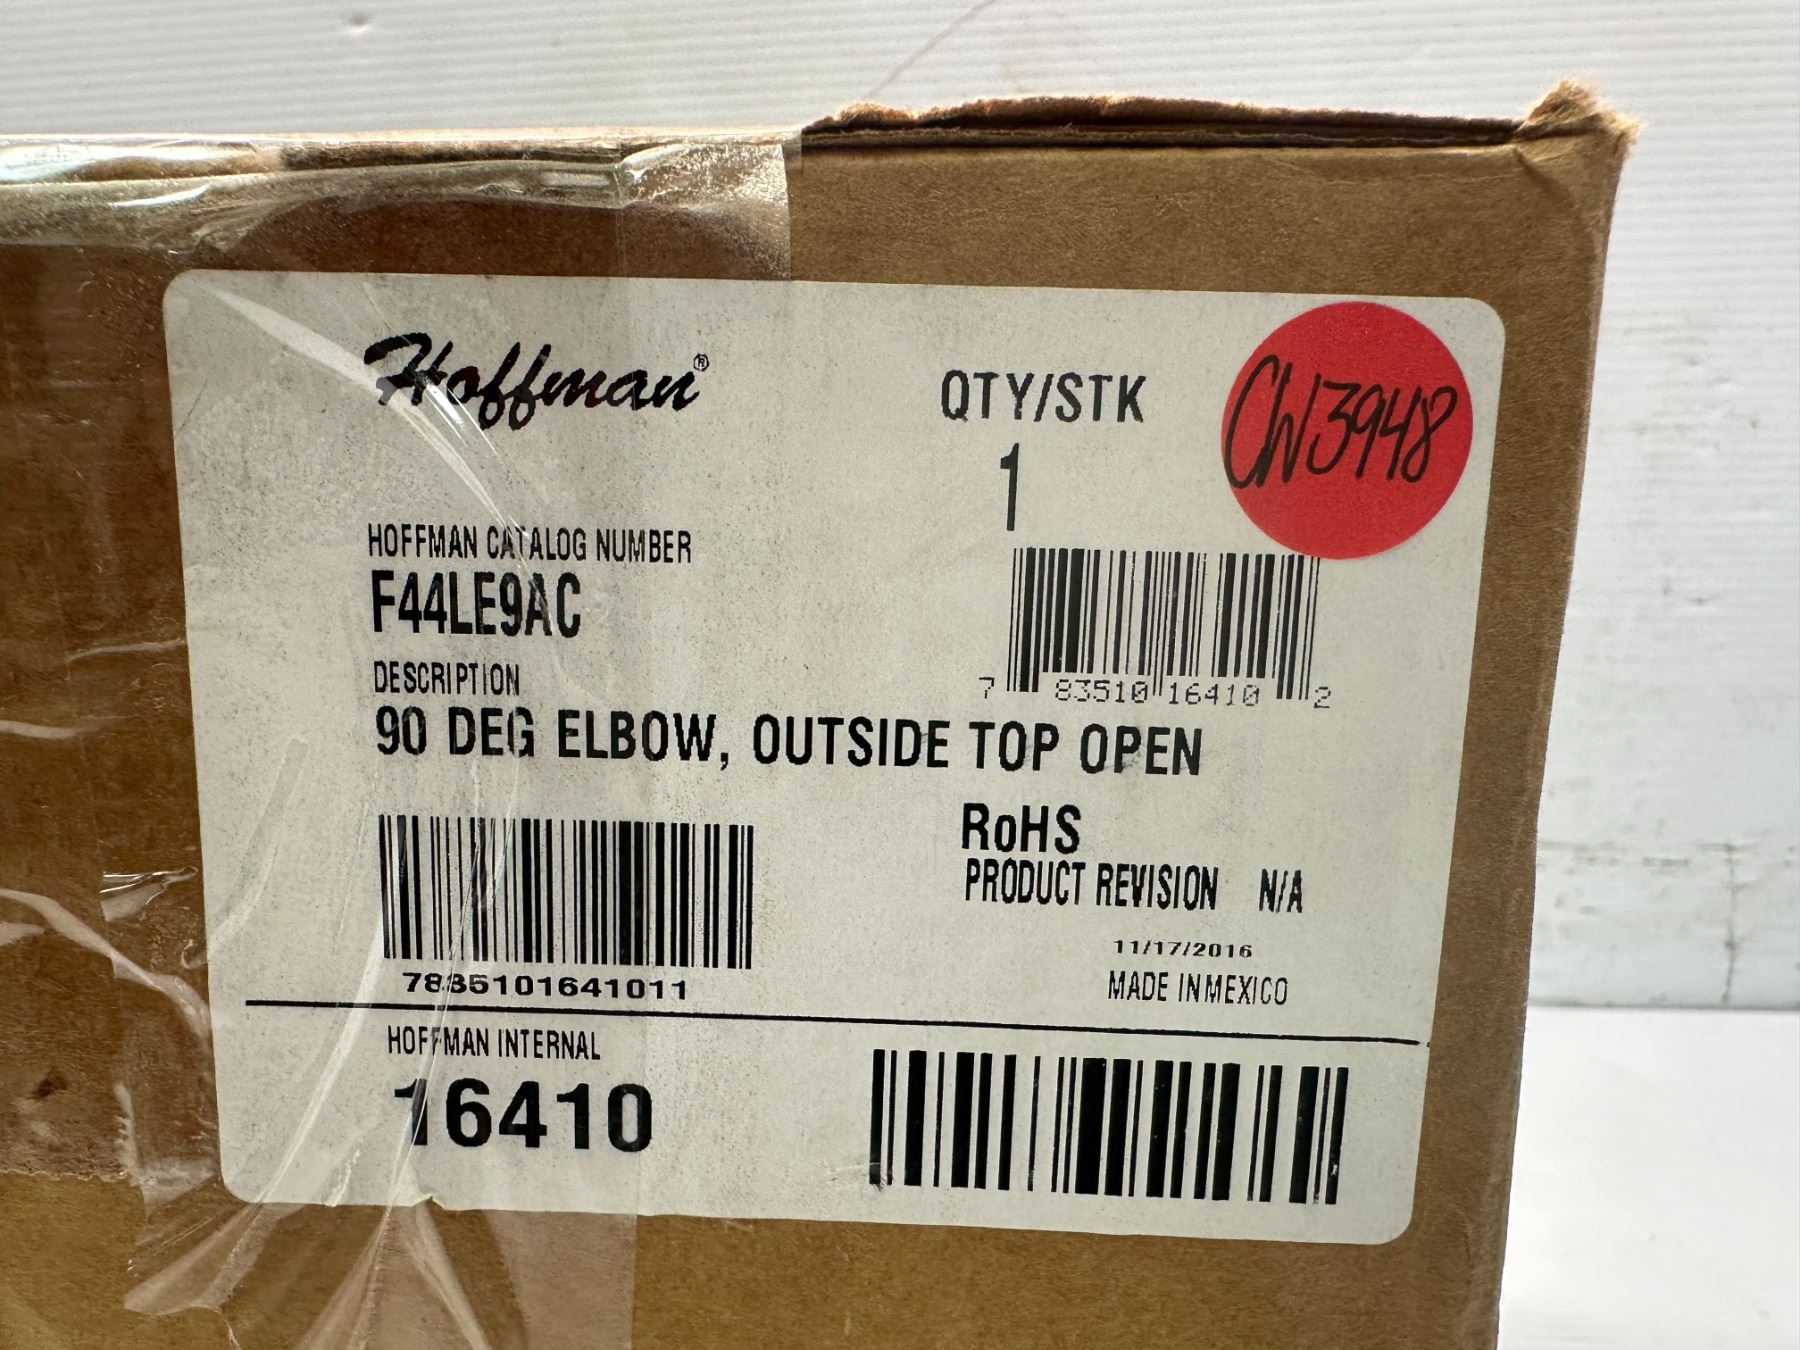 Hoffman®
QTY/STK
1
CW3948
HOFFMAN CATALOG NUMBER
F44LE9AC
7 83510 16410 2
DESCRIPTION
90 DEG ELBOW, OUTSIDE TOP OPEN
RoHS
PRODUCT REVISION N/A
11/17/2016
MADE IN MEXICO
7835101641011
HOFFMAN INTERNAL
16410